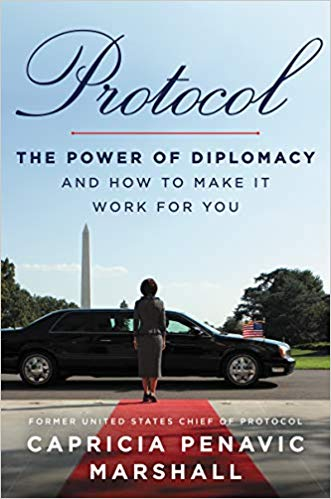 Protocol
THE POWER OF DIPLOMACY
AND HOW TO MAKE IT
WORK FOR YOU
FORMER UNITED STATES CHIEF OF PROTOCOL
CAPRICIA PENAVIC
MARSHALL